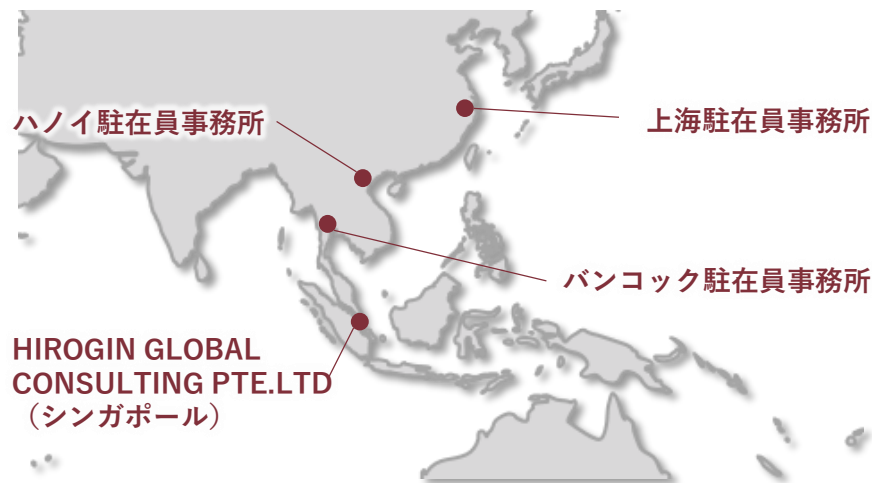 ハノイ駐在員事務所
上海駐在員事務所
バンコック駐在員事務所
HIROGIN GLOBAL
CONSULTING PTE.LTD
（シンガポール）